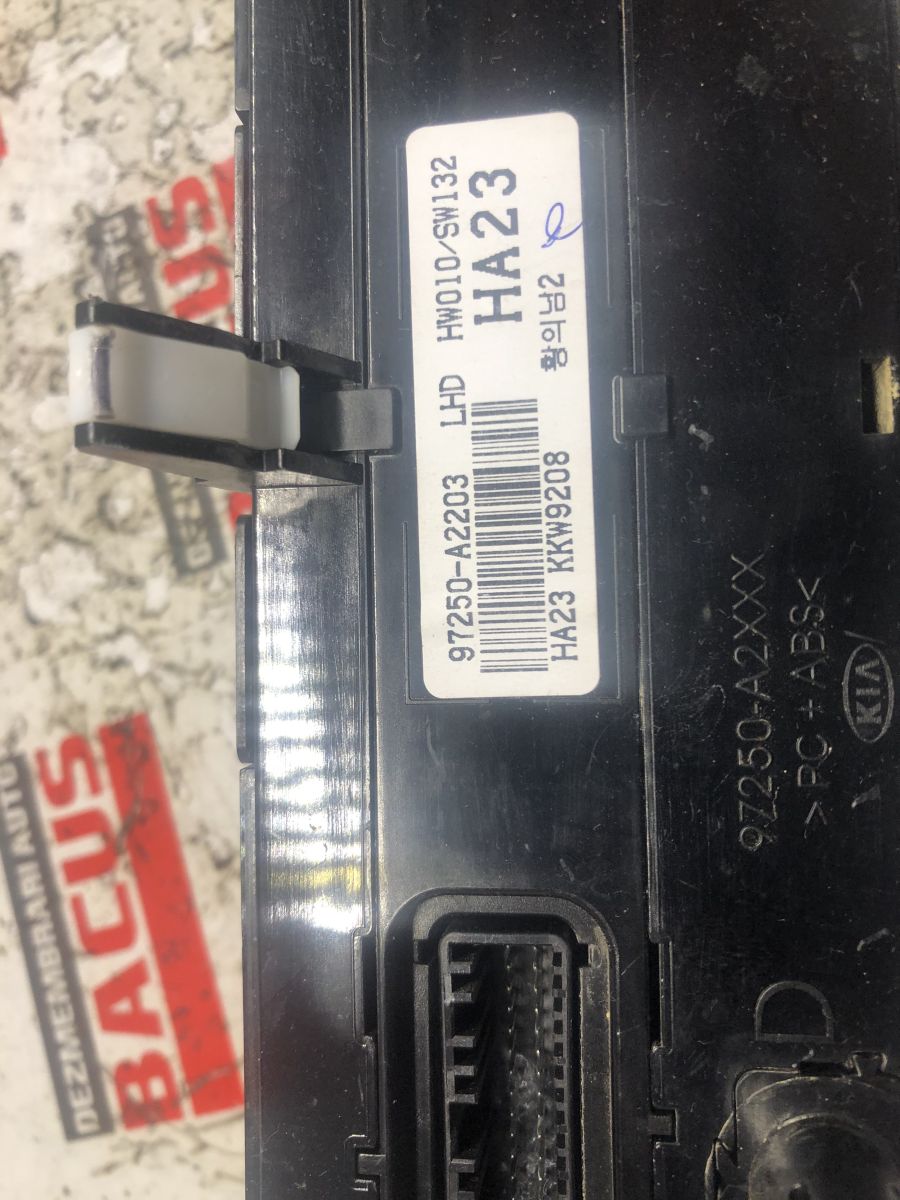 97250-A2203 LHD HW010/SW132
HA23
HA23 KKW9208 황의남2
97250-A2XXX
>PC+ABS<
KIA
D
DEZMEMBRARI AUTO
BACUS
BACUS